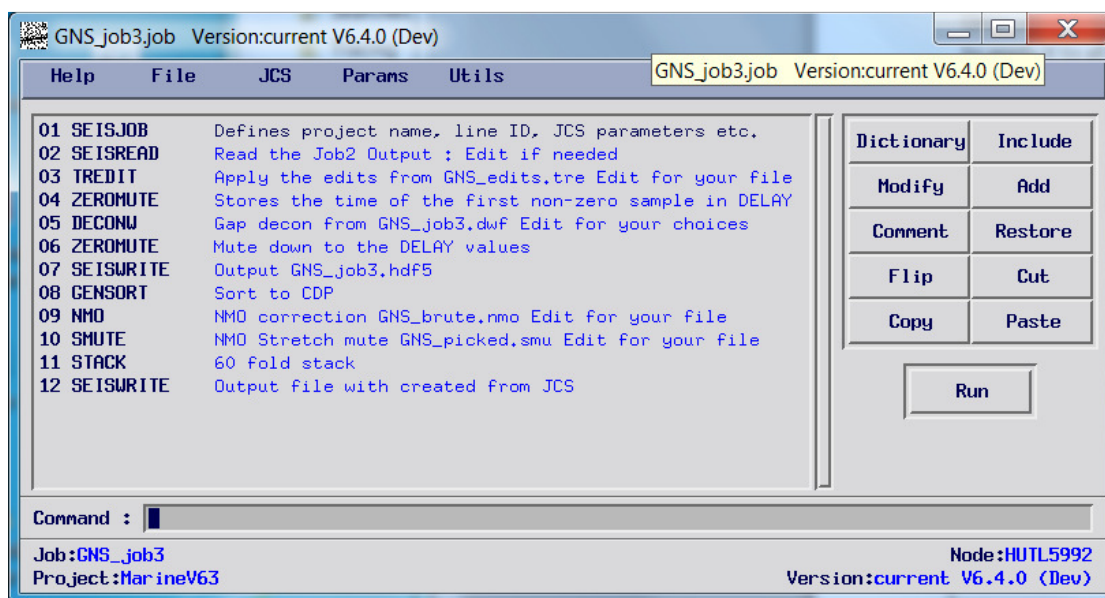 GNS_job3.job Version:current V6.4.0 (Dev)
GNS_job3.job Version:current V6.4.0 (Dev)
Help File JCS Params Utils
01 SEISJOB Defines project name, line ID, JCS parameters etc.
02 SEISREAD Read the Job2 Output : Edit if needed
03 TREDIT Apply the edits from GNS_edits.tre Edit for your file
04 ZEROMUTE Stores the time of the first non-zero sample in DELAY
05 DECONW Gap decon from GNS_job3.dwf Edit for your choices
06 ZEROMUTE Mute down to the DELAY values
07 SEISWRITE Output GNS_job3.hdf5
08 GENSORT Sort to CDP
09 NMO NMO correction GNS_brute.nmo Edit for your file
10 SMUTE NMO Stretch mute GNS_picked.smu Edit for your file
11 STACK 60 fold stack
12 SEISWRITE Output file with created from JCS
Dictionary Include
Modify Add
Comment Restore
Flip Cut
Copy Paste
Run
Command :
Job:GNS_job3 Node:HUTL5992
Project:MarineV63 Version:current V6.4.0 (Dev)